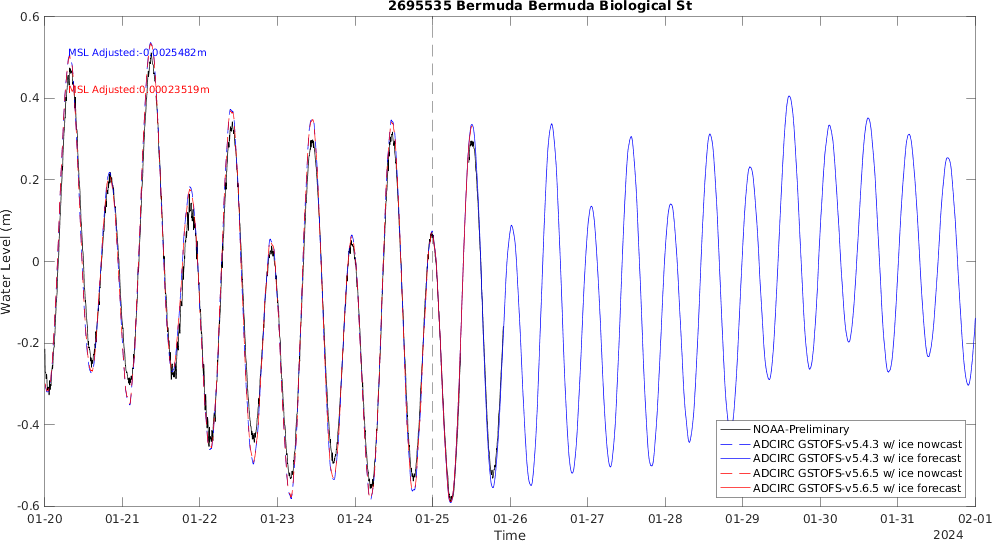 2695535 Bermuda Bermuda Biological St
MSL Adjusted:-0.0025482m
MSL Adjusted:0.00023519m
Water Level (m)
0.6
0.4
0.2
0
-0.2
-0.4
-0.6
NOAA-Preliminary
ADCIRC GSTOFS-v5.4.3 w/ ice nowcast
ADCIRC GSTOFS-v5.4.3 w/ ice forecast
ADCIRC GSTOFS-v5.6.5 w/ ice nowcast
ADCIRC GSTOFS-v5.6.5 w/ ice forecast
01-20 01-21 01-22 01-23 01-24 01-25 01-26 01-27 01-28 01-29 01-30 01-31 02-01
Time
2024